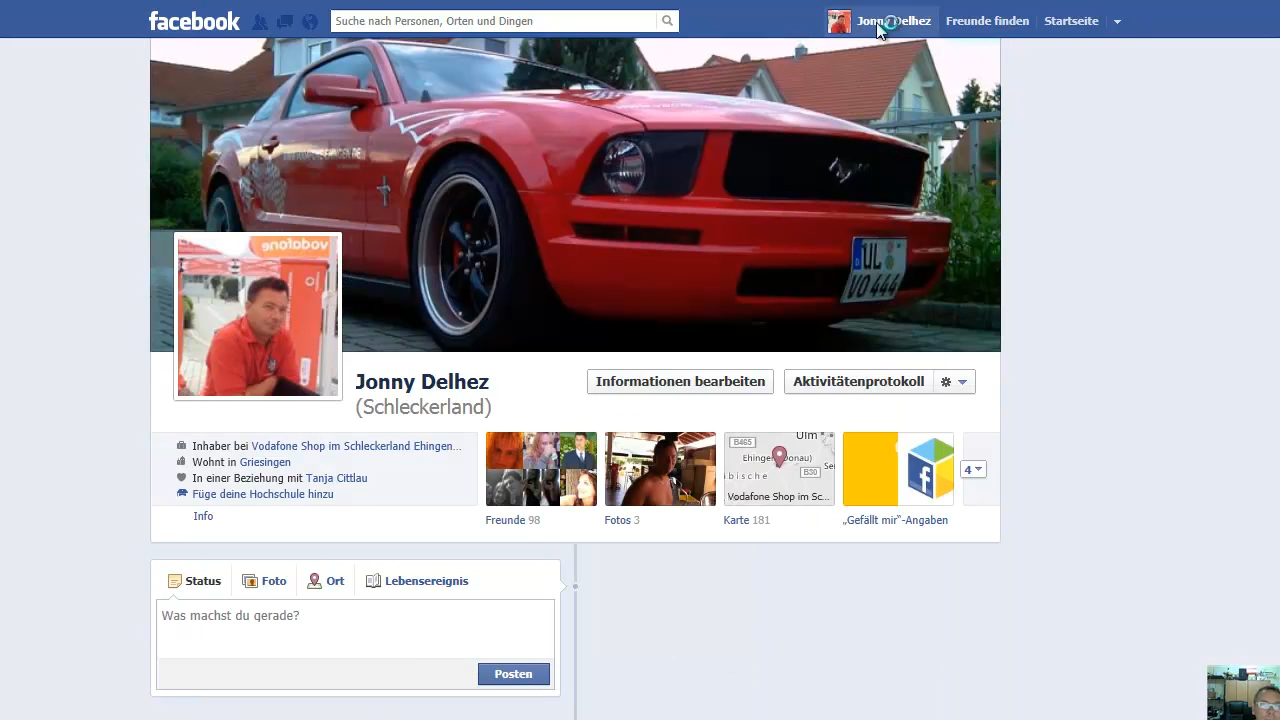 facebook
Suche nach Personen, Orten und Dingen
Jonny Delhez
Freunde finden
Startseite
UL
VO 444
vodafone
Jonny Delhez
(Schleckerland)
Informationen bearbeiten
Aktivitätenprotokoll
Inhaber bei Vodafone Shop im Schleckerland Ehingen...
Wohnt in Griesingen
In einer Beziehung mit Tanja Cittlau
Füge deine Hochschule hinzu
Info
B465
Ulm
Ehingen (Donau)
B30
äbische
Vodafone Shop im Sc...
4
Freunde 98
Fotos 3
Karte 181
„Gefällt mir“-Angaben
Status
Foto
Ort
Lebensereignis
Was machst du gerade?
Posten